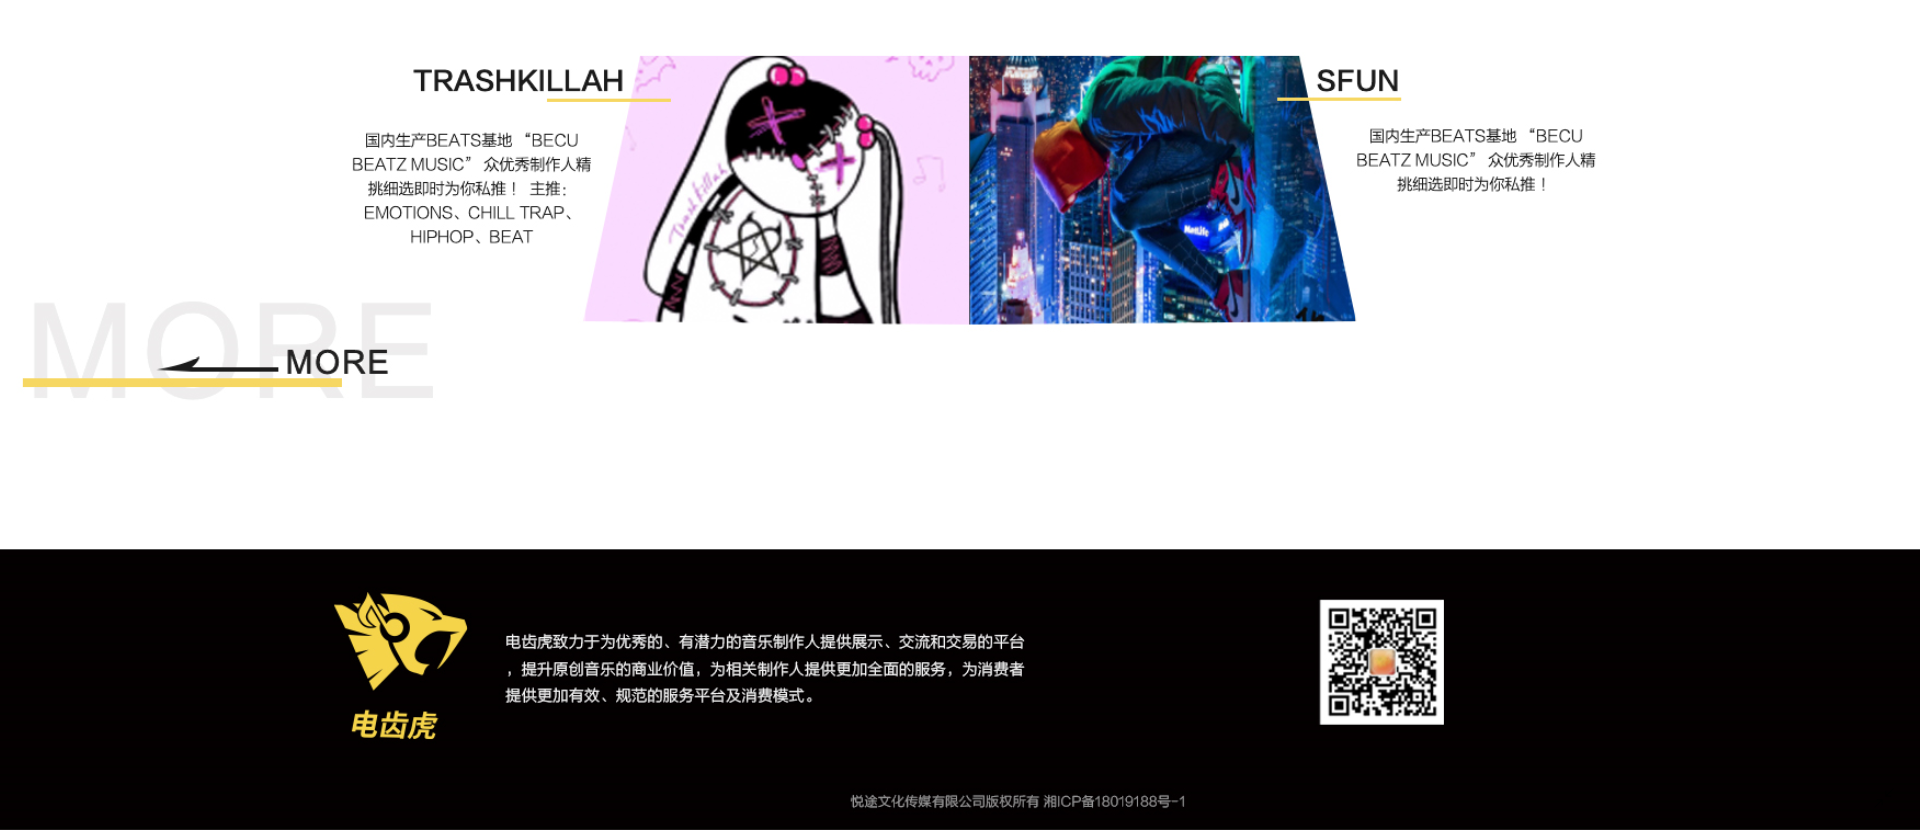 TRASHKILLAH
国内生产BEATS基地 “BECU
BEATZ MUSIC” 众优秀制作人精
挑细选即时为你私推！ 主推：
EMOTIONS、CHILL TRAP、
HIPHOP、BEAT
Trashkillah
MetLife
SFUN
国内生产BEATS基地 “BECU
BEATZ MUSIC” 众优秀制作人精
挑细选即时为你私推！
MORE
MORE
电齿虎
电齿虎致力于为优秀的、有潜力的音乐制作人提供展示、交流和交易的平台
，提升原创音乐的商业价值，为相关制作人提供更加全面的服务，为消费者
提供更加有效、规范的服务平台及消费模式。
悦途文化传媒有限公司版权所有 湘ICP备18019188号-1